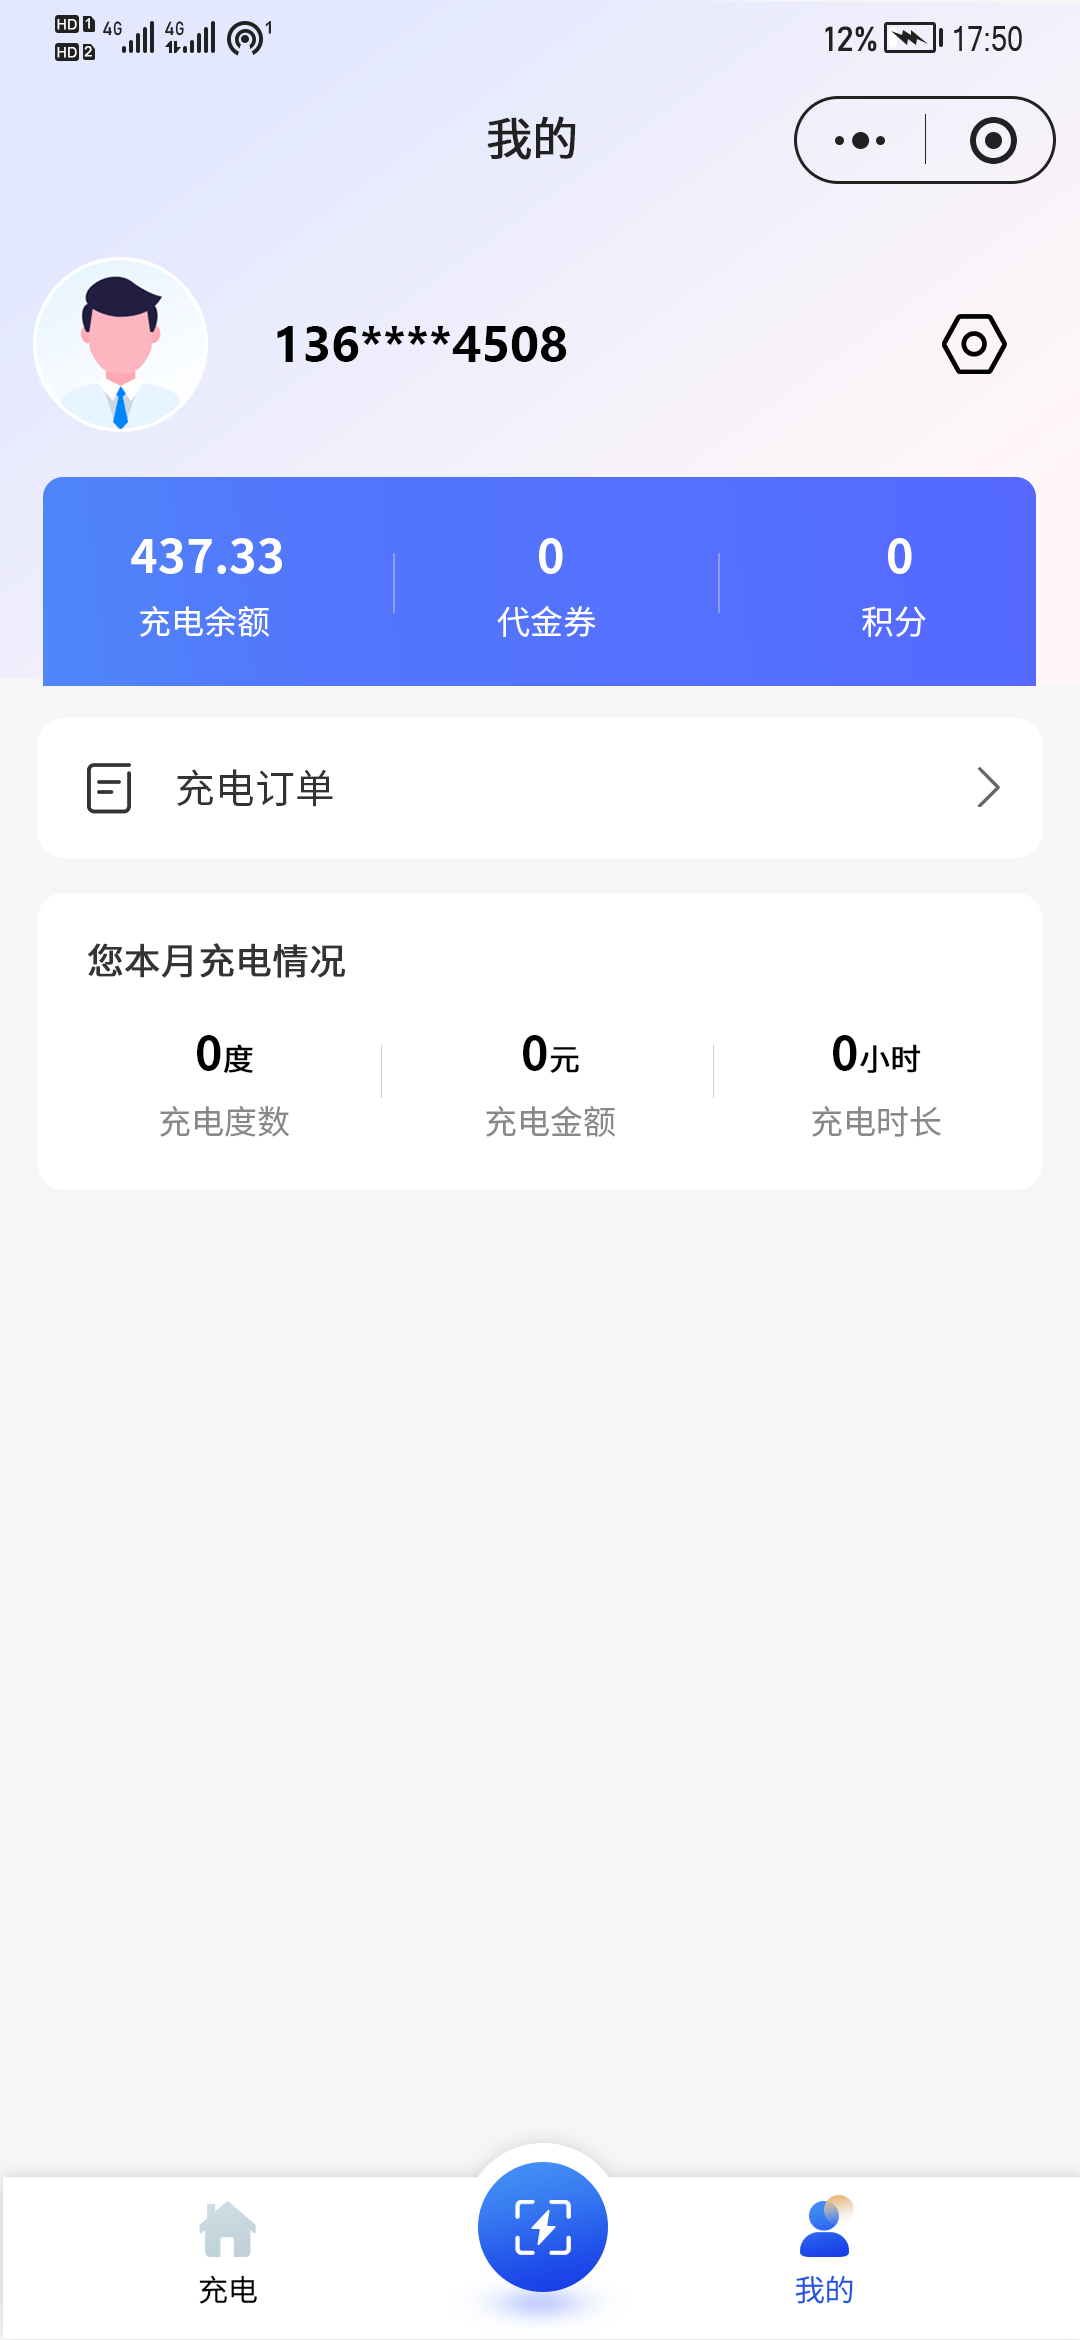 HD 1 4G 4G 1 12% 17:50
HD 2
我的
136****4508
437.33 0 0
充电余额 代金券 积分
充电订单
您本月充电情况
0度 0元 0小时
充电度数 充电金额 充电时长
充电 我的